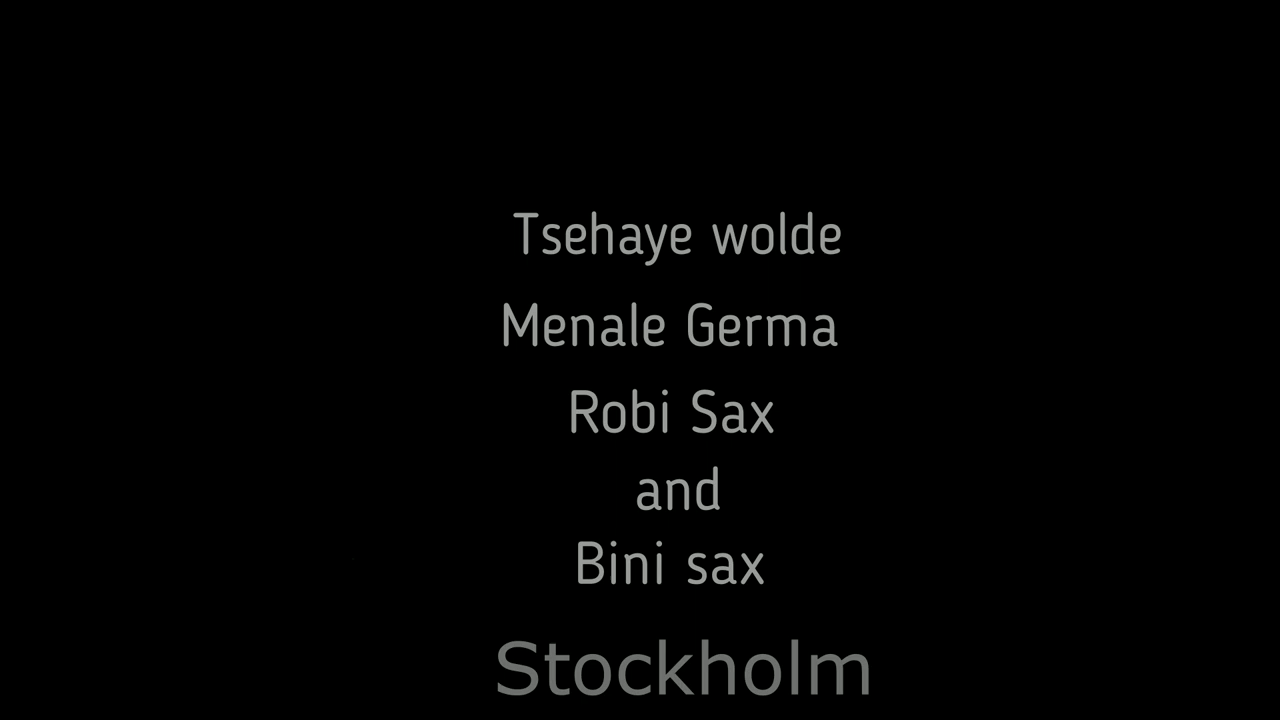 Tsehaye wolde
Menale Germa
Robi Sax
and
Bini sax
Stockholm